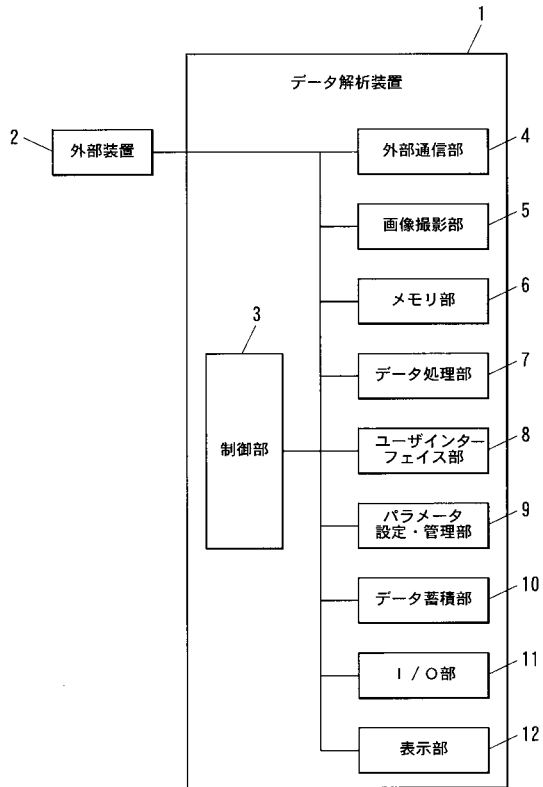 1
データ解析装置
2
外部装置
外部通信部
4
画像撮影部
5
メモリ部
6
3
制御部
データ処理部
7
ユーザインター
フェイス部
8
パラメータ
設定・管理部
9
データ蓄積部
10
I/O部
11
表示部
12